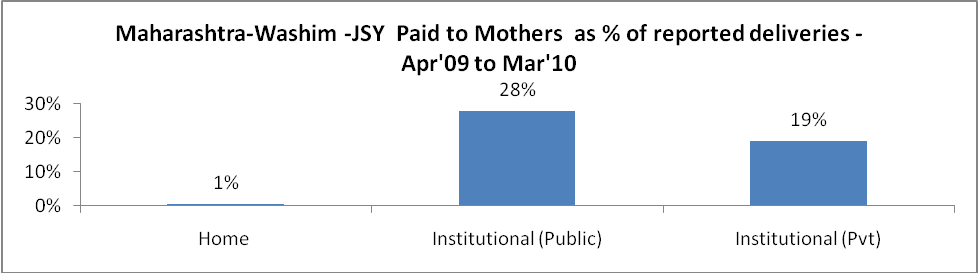 Maharashtra-Washim -JSY Paid to Mothers as % of reported deliveries -
Apr'09 to Mar'10
28%
30%
19%
20%
10%
1%
0%
Home Institutional (Public) Institutional (Pvt)